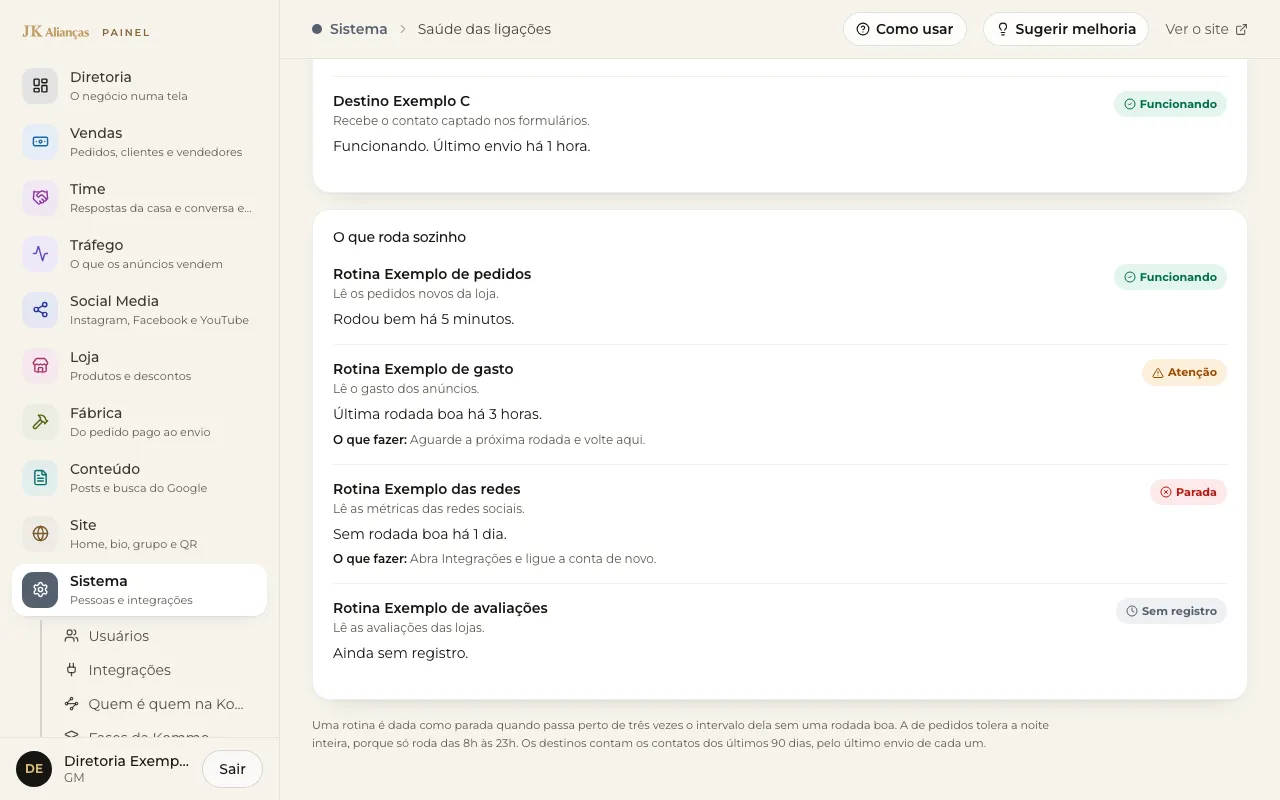 JK Alianças PAINEL
Diretoria
O negócio numa tela
Vendas
Pedidos, clientes e vendedores
Time
Respostas da casa e conversa e...
Tráfego
O que os anúncios vendem
Social Media
Instagram, Facebook e YouTube
Loja
Produtos e descontos
Fábrica
Do pedido pago ao envio
Conteúdo
Posts e busca do Google
Site
Home, bio, grupo e QR
Sistema
Pessoas e integrações
Usuários
Integrações
Quem é quem na Ko...
Fases da Kommo
DE
Diretoria Exemp...
GM
Sair
Sistema
Saúde das ligações
Como usar
Sugerir melhoria
Ver o site
Destino Exemplo C
Funcionando
Recebe o contato captado nos formulários.
Funcionando. Último envio há 1 hora.
O que roda sozinho
Rotina Exemplo de pedidos
Funcionando
Lê os pedidos novos da loja.
Rodou bem há 5 minutos.
Rotina Exemplo de gasto
Atenção
Lê o gasto dos anúncios.
Última rodada boa há 3 horas.
O que fazer: Aguarde a próxima rodada e volte aqui.
Rotina Exemplo das redes
Parada
Lê as métricas das redes sociais.
Sem rodada boa há 1 dia.
O que fazer: Abra Integrações e ligue a conta de novo.
Rotina Exemplo de avaliações
Sem registro
Lê as avaliações das lojas.
Ainda sem registro.
Uma rotina é dada como parada quando passa perto de três vezes o intervalo dela sem uma rodada boa. A de pedidos tolera a noite
inteira, porque só roda das 8h às 23h. Os destinos contam os contatos dos últimos 90 dias, pelo último envio de cada um.